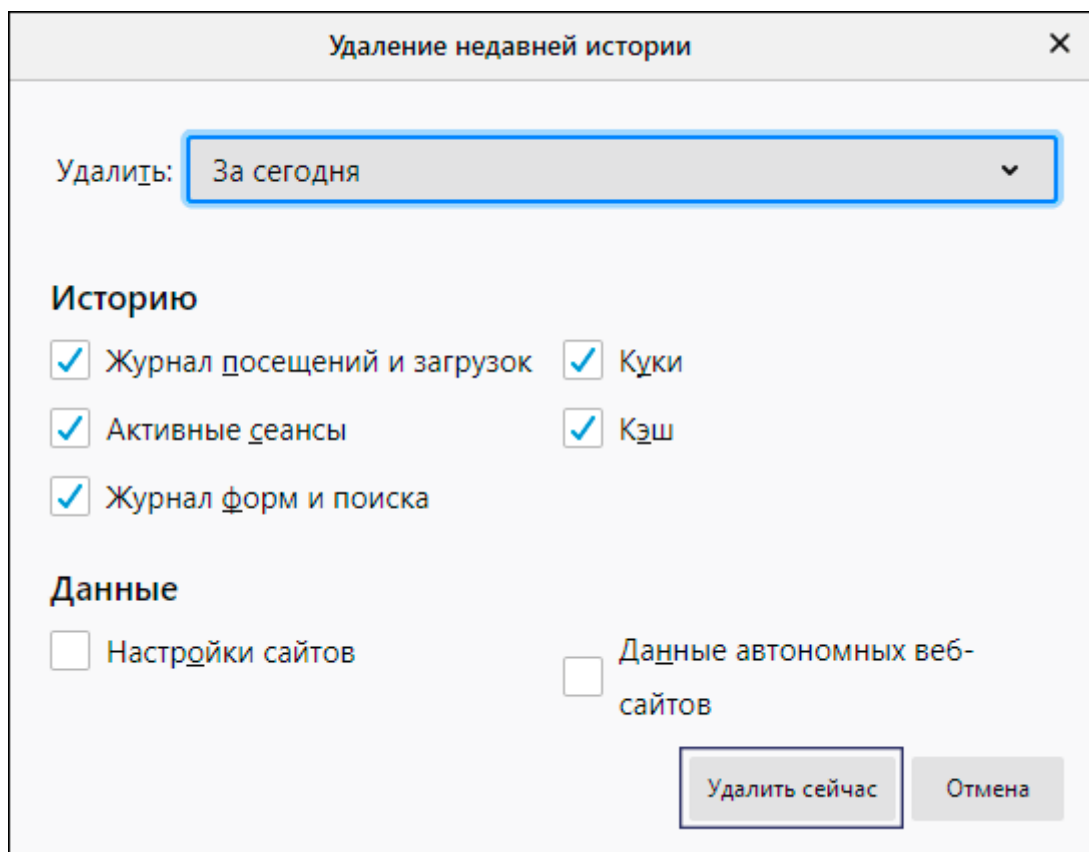 Удаление недавней истории
Удалить: За сегодня
Историю
Журнал посещений и загрузок Куки
Активные сеансы Кэш
Журнал форм и поиска
Данные
Настройки сайтов Данные автономных веб-
сайтов
Удалить сейчас Отмена